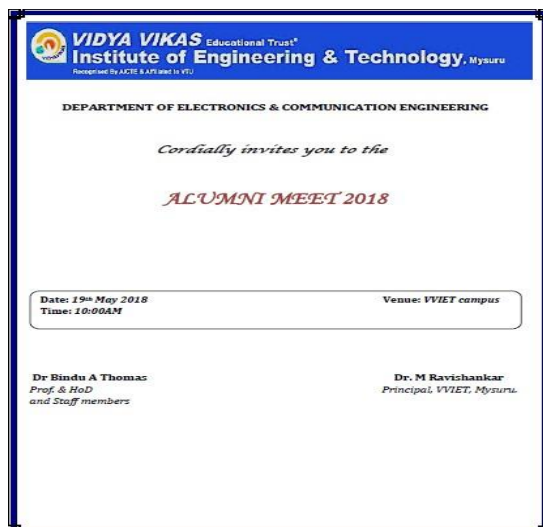 VIDYA VIKAS Educational Trust®
Institute of Engineering & Technology, Mysuru
Recognised By AICTE & Affiliated to VTU
DEPARTMENT OF ELECTRONICS & COMMUNICATION ENGINEERING
Cordially invites you to the
ALUMNI MEET 2018
Date: 19th May 2018 Venue: VVIET campus
Time: 10:00AM
Dr Bindu A Thomas Dr. M Ravishankar
Prof. & HoD Principal, VVIET, Mysuru.
and Staff members